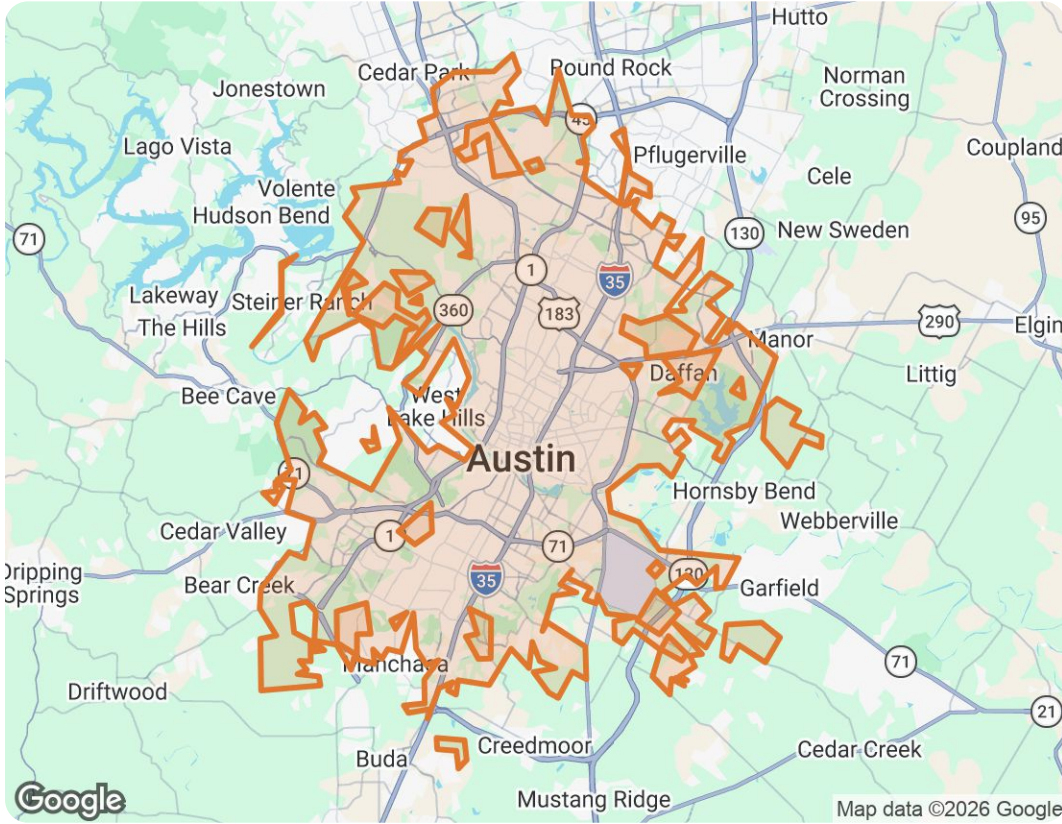 Hutto
Cedar Park
Round Rock
Norman
Crossing
Jonestown
45
Lago Vista
Pflugerville
Coupland
Volente
Cele
Hudson Bend
95
71
130
New Sweden
1
35
Lakeway
Steiner Ranch
360
183
290
Elgin
The Hills
Manor
Daffan
Littig
Bee Cave
West
Lake Hills
Austin
71
Hornsby Bend
Webberville
Cedar Valley
1
71
Dripping
Springs
Bear Creek
35
130
Garfield
Manchaca
71
Driftwood
21
Buda
Creedmoor
Cedar Creek
Mustang Ridge
Google
Map data ©2026 Google